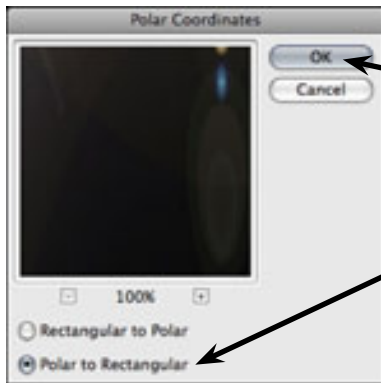 Polar Coordinates
OK
Cancel
- 100% +
Rectangular to Polar
Polar to Rectangular